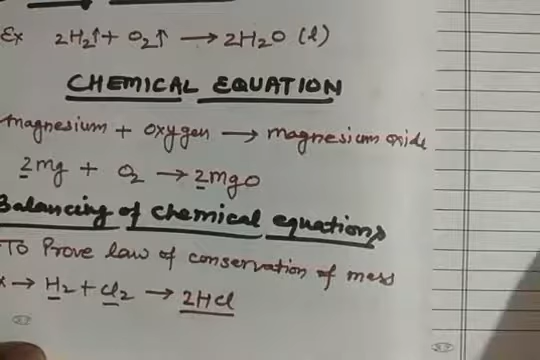 Ex 2H₂↑ + O₂↑ → 2H₂O (l)
CHEMICAL EQUATION
magnesium + oxygen → magnesium oxide
2mg + O₂ → 2mgO
Balancing of chemical equations
To Prove law of conservation of mass
→ H₂ + Cl₂ → 2HCl